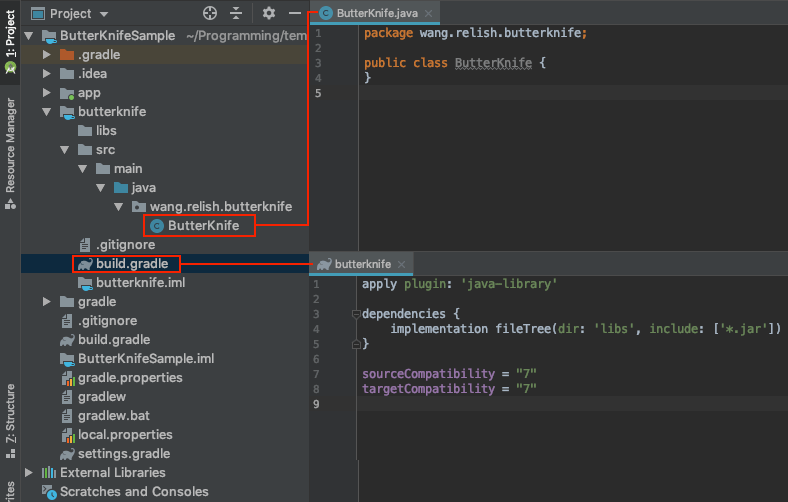 Project
ButterKnifeSample ~/Programming/tem
.gradle
.idea
app
butterknife
libs
src
main
java
wang.relish.butterknife
ButterKnife
.gitignore
build.gradle
butterknife.iml
gradle
.gitignore
build.gradle
ButterKnifeSample.iml
gradle.properties
gradlew
gradlew.bat
local.properties
settings.gradle
External Libraries
Scratches and Consoles
1: Project
Resource Manager
Z: Structure
rites
ButterKnife.java
1 package wang.relish.butterknife;
2
3 public class ButterKnife {
4 }
5
butterknife
1 apply plugin: 'java-library'
2
3 dependencies {
4 implementation fileTree(dir: 'libs', include: ['*.jar'])
5 }
6
7 sourceCompatibility = "7"
8 targetCompatibility = "7"
9